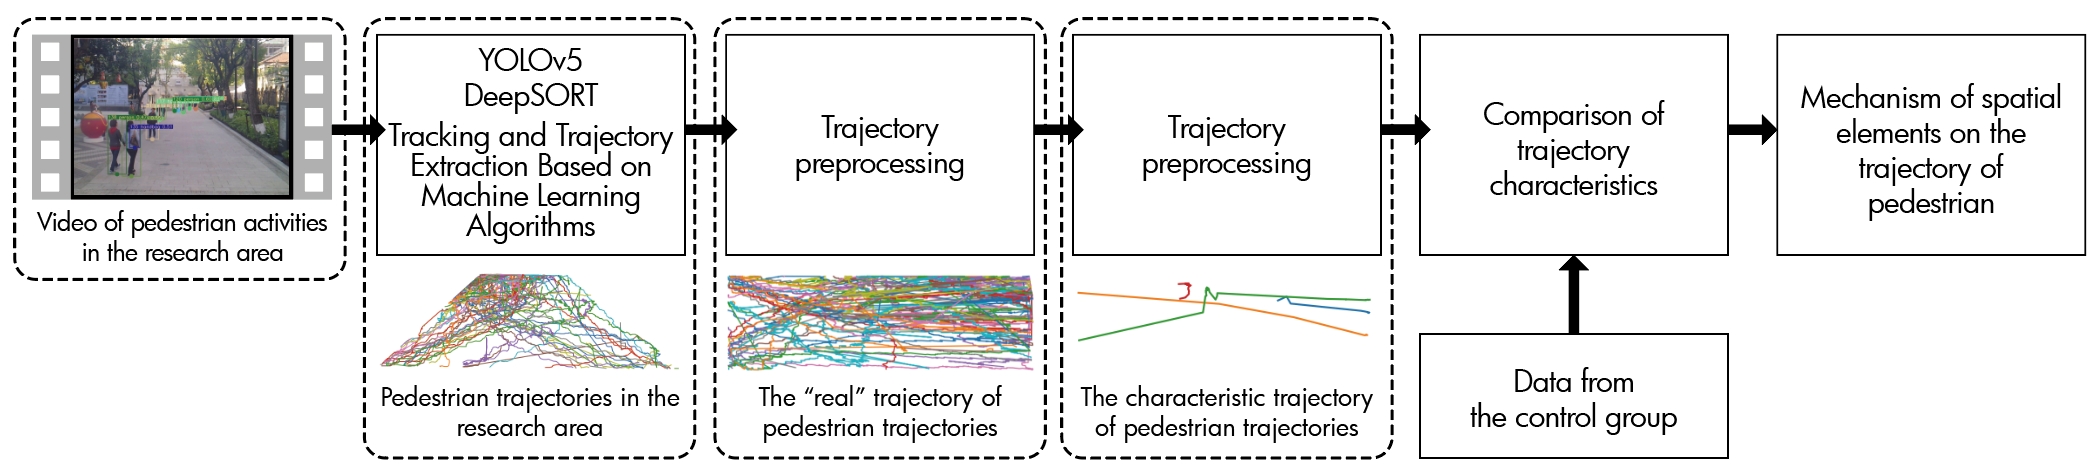 Video of pedestrian activities
in the research area
YOLOv5
DeepSORT
Tracking and Trajectory
Extraction Based on
Machine Learning
Algorithms
Pedestrian trajectories in the
research area
Trajectory
preprocessing
The “real” trajectory of
pedestrian trajectories
Trajectory
preprocessing
The characteristic trajectory
of pedestrian trajectories
Comparison of
trajectory
characteristics
Data from
the control group
Mechanism of spatial
elements on the
trajectory of
pedestrian